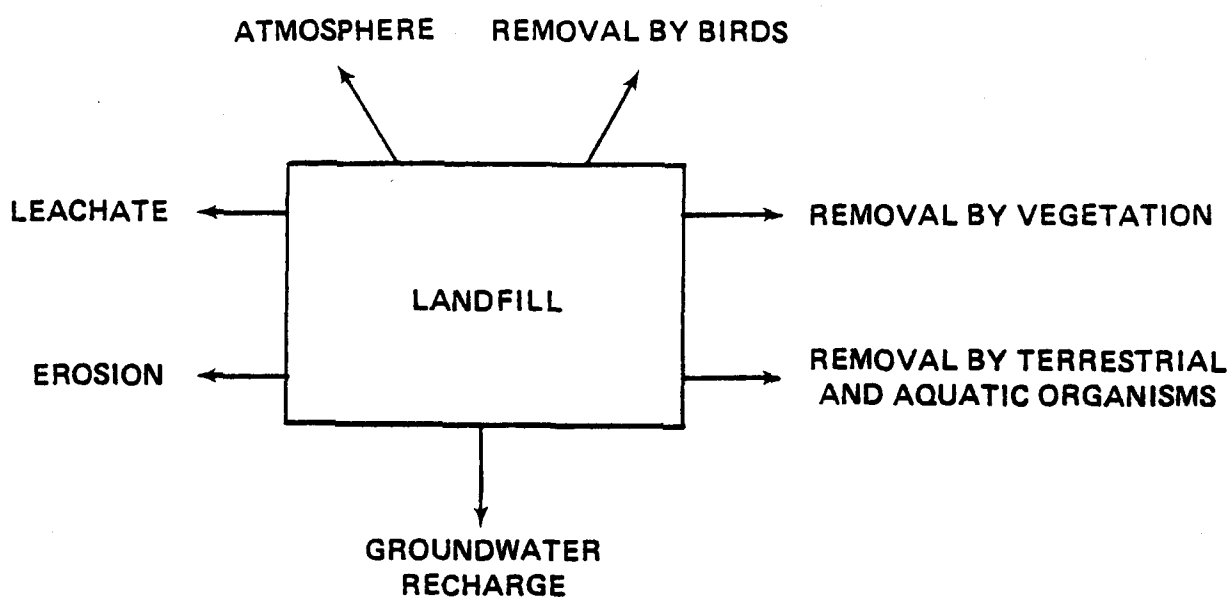 ATMOSPHERE
REMOVAL BY BIRDS
LEACHATE
REMOVAL BY VEGETATION
LANDFILL
EROSION
REMOVAL BY TERRESTRIAL
AND AQUATIC ORGANISMS
GROUNDWATER
RECHARGE